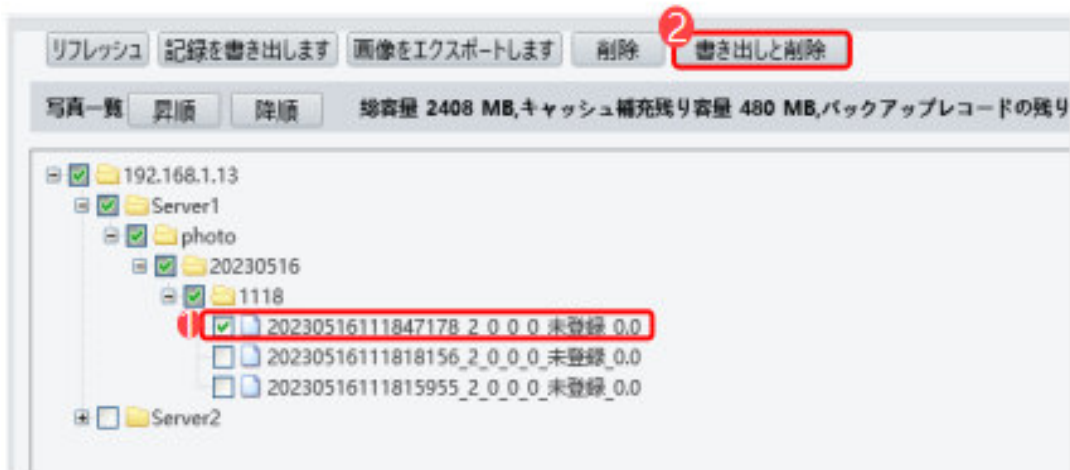 リフレッシュ 記録を書き出します 画像をエクスポートします 削除 2 書き出しと削除
写真一覧 昇順 降順 総容量 2408 MB,キャッシュ補充残り容量 480 MB,バックアップレコードの残り
192.168.1.13
Server1
photo
20230516
1118
1 20230516111847178_2_0_0_0_未登録_0.0
20230516111818156_2_0_0_0_未登録_0.0
20230516111815955_2_0_0_0_未登録_0.0
Server2